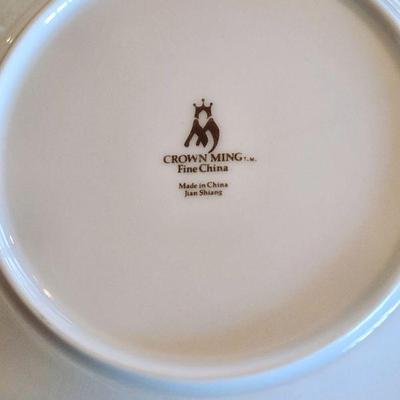 CROWN MING T.M.
Fine China
Made in China
Jian Shiang